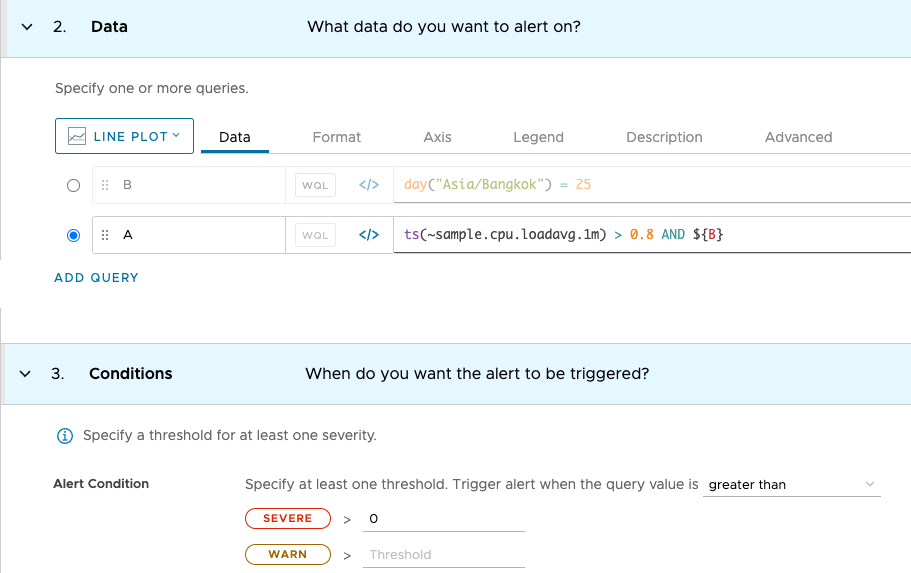 2. Data What data do you want to alert on?
Specify one or more queries.
LINE PLOT Data Format Axis Legend Description Advanced
B WQL </> day("Asia/Bangkok") = 25
A WQL </> ts(~sample.cpu.loadavg.1m) > 0.8 AND ${B}
ADD QUERY
3. Conditions When do you want the alert to be triggered?
Specify a threshold for at least one severity.
Alert Condition Specify at least one threshold. Trigger alert when the query value is greater than
SEVERE > 0
WARN > Threshold